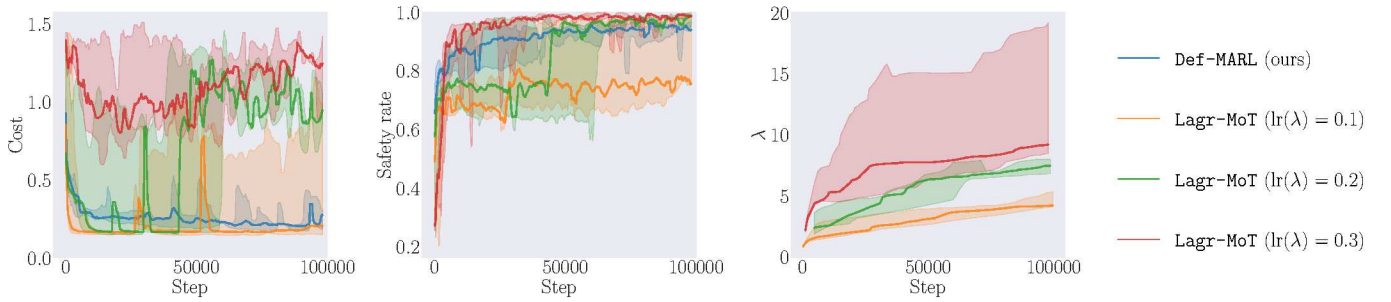 1.5
1.0
0.5
0.0
Cost
0
50000
100000
Step
1.0
0.8
0.6
0.4
0.2
Safety rate
0
50000
100000
Step
15
10
5
0
λ
0
50000
100000
Step
Def-MARL (ours)
Lagr-MoT (lr(λ) = 0.1)
Lagr-MoT (lr(λ) = 0.2)
Lagr-MoT (lr(λ) = 0.3)